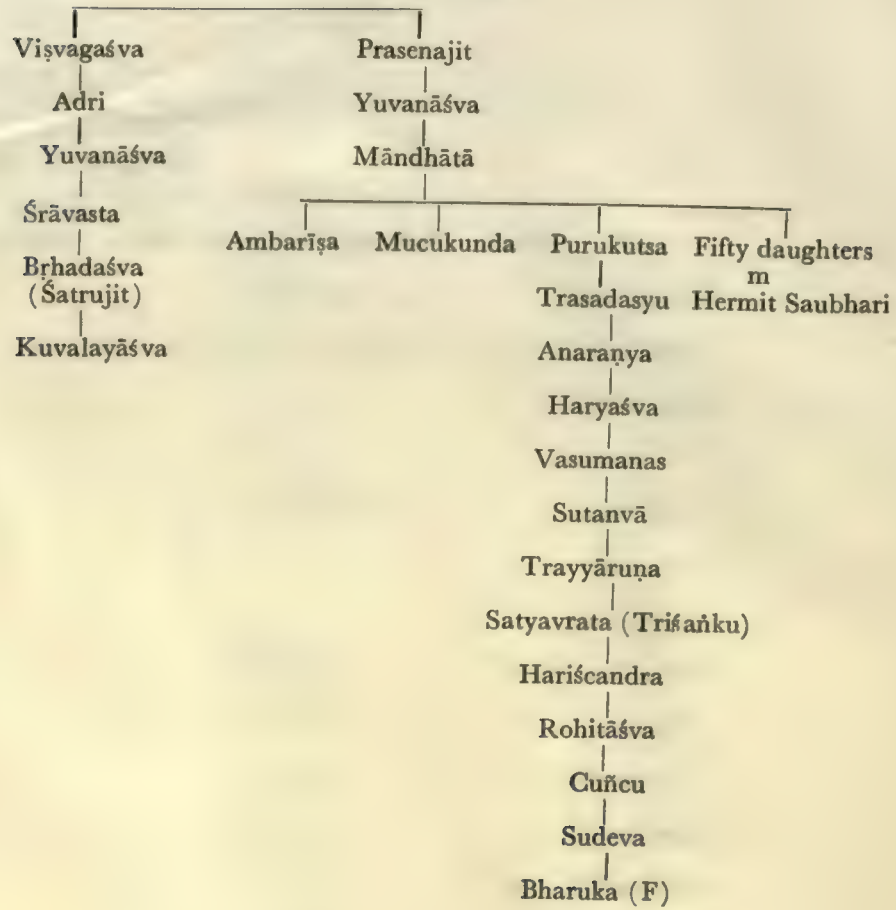 Viṣvagaśva Prasenajit
Adri Yuvanāśva
Yuvanāśva Māndhātā
Śrāvasta
Ambarīṣa Mucukunda Purukutsa Fifty daughters
Bṛhadaśva m
(Śatrujit) Trasadasyu Hermit Saubhari
Kuvalayāśva Anaraṇya
Haryaśva
Vasumanas
Sutanvā
Trayyāruṇa
Satyavrata (Triśaṅku)
Hariścandra
Rohitāśva
Cuñcu
Sudeva
Bharuka (F)